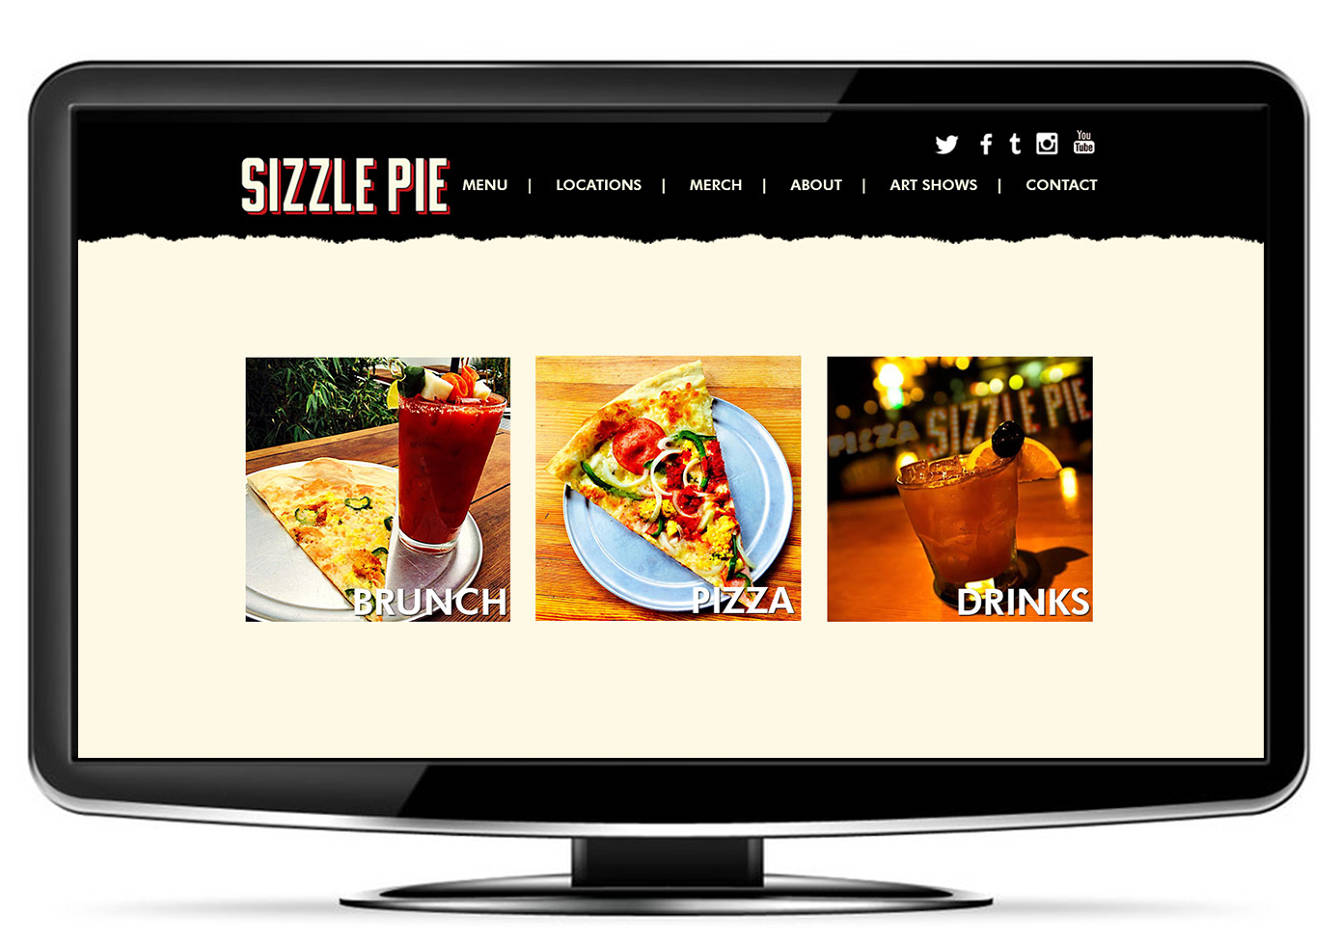 You
Tube
SIZZLE PIE
MENU | LOCATIONS | MERCH | ABOUT | ART SHOWS | CONTACT
BRUNCH
PIZZA
PIZZA
SIZZLE PIE
DRINKS